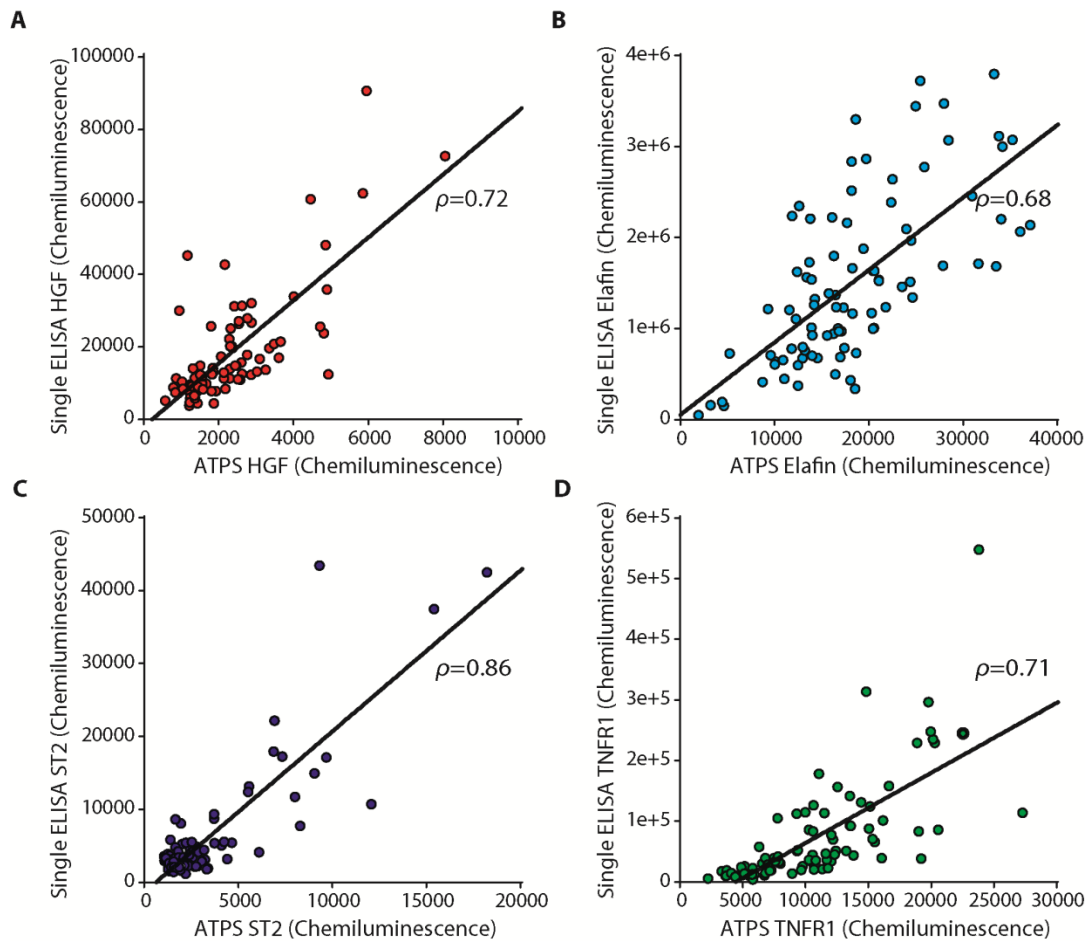 A
Single ELISA HGF (Chemiluminescence)
100000
80000
60000
40000
20000
0
ρ=0.72
0
2000
4000
6000
8000
10000
ATPS HGF (Chemiluminescence)
B
Single ELISA Elafin (Chemiluminescence)
4e+6
3e+6
2e+6
1e+6
0
ρ=0.68
0
10000
20000
30000
40000
ATPS Elafin (Chemiluminescence)
C
Single ELISA ST2 (Chemiluminescence)
50000
40000
30000
20000
10000
0
ρ=0.86
0
5000
10000
15000
20000
ATPS ST2 (Chemiluminescence)
D
Single ELISA TNFR1 (Chemiluminescence)
6e+5
5e+5
4e+5
3e+5
2e+5
1e+5
0
ρ=0.71
0
5000
10000
15000
20000
25000
30000
ATPS TNFR1 (Chemiluminescence)